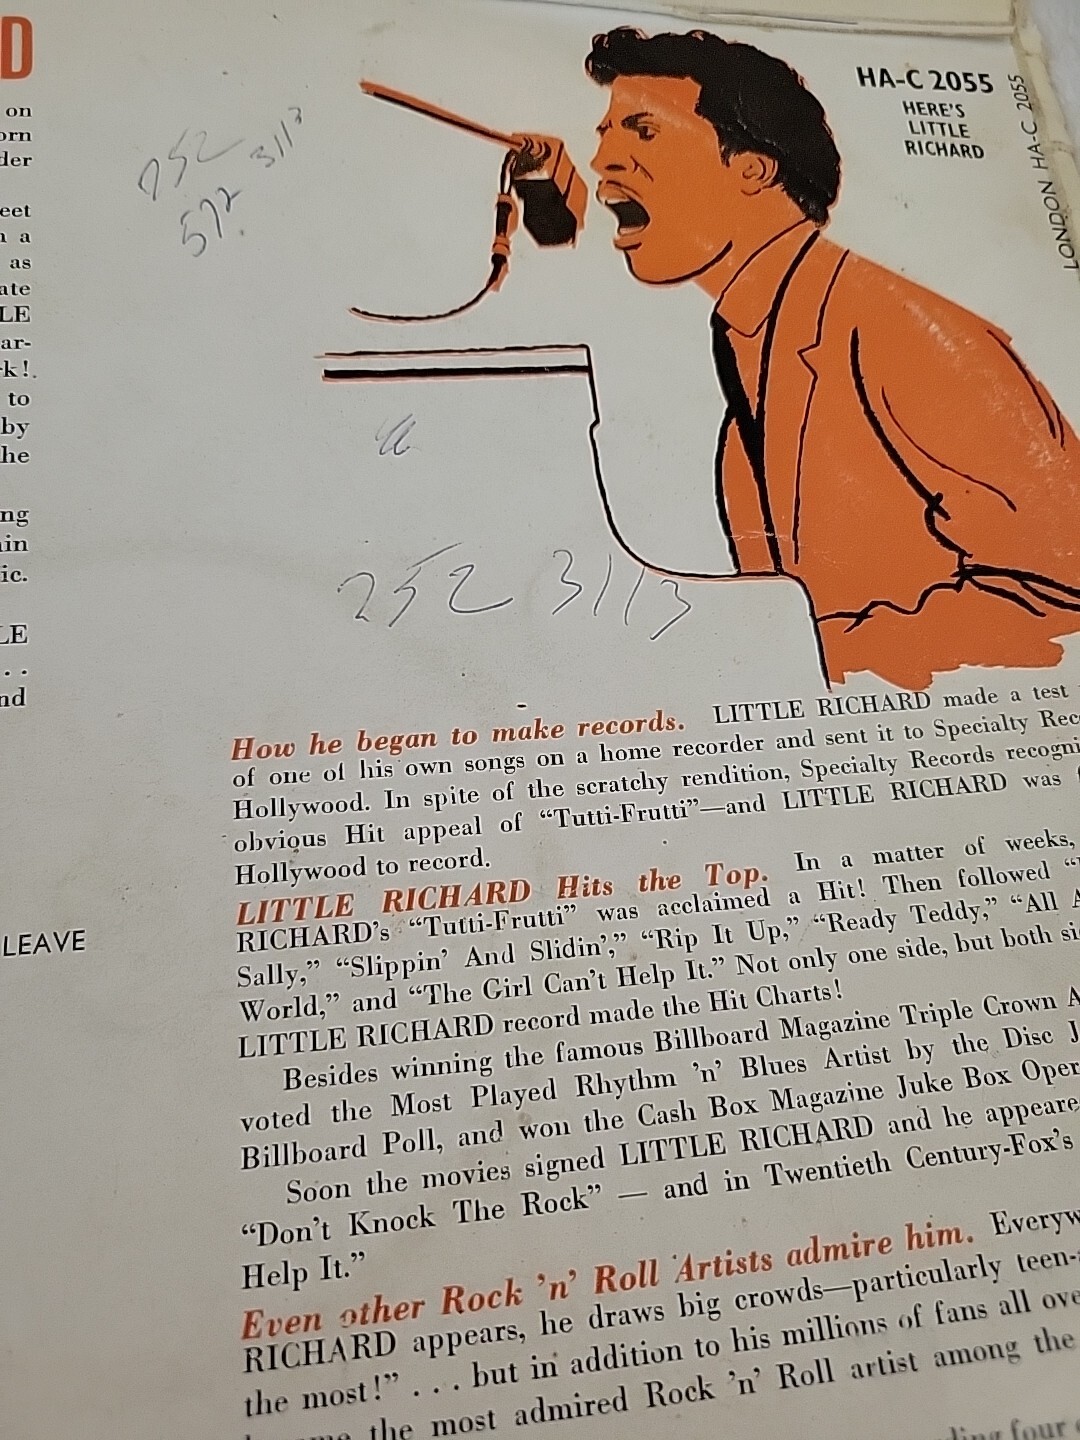 D
on
orn
der
eet
n a
as
ate
LE
ar-
k!.
to
by
he
ng
ain
ic.
LE
. .
nd
LEAVE
252 3113
572
HA-C 2055
HERE'S
LITTLE
RICHARD
LONDON HA-C 2055
a
252 3113
How he began to make records. LITTLE RICHARD made a test
of one of his own songs on a home recorder and sent it to Specialty Rec
Hollywood. In spite of the scratchy rendition, Specialty Records recogni
obvious Hit appeal of “Tutti-Frutti”—and LITTLE RICHARD was
Hollywood to record.
LITTLE RICHARD Hits the Top. In a matter of weeks,
RICHARD's “Tutti-Frutti” was acclaimed a Hit! Then followed “
Sally,” “Slippin' And Slidin',” “Rip It Up,” “Ready Teddy,” “All A
World,” and “The Girl Can't Help It.” Not only one side, but both si
LITTLE RICHARD record made the Hit Charts!
Besides winning the famous Billboard Magazine Triple Crown A
voted the Most Played Rhythm 'n' Blues Artist by the Disc J
Billboard Poll, and won the Cash Box Magazine Juke Box Oper
Soon the movies signed LITTLE RICHARD and he appeare
“Don't Knock The Rock” — and in Twentieth Century-Fox's
Help It.”
Even other Rock 'n' Roll Artists admire him. Everyw
RICHARD appears, he draws big crowds—particularly teen-
the most!” . . . but in addition to his millions of fans all ove
the most admired Rock 'n' Roll artist among the
four